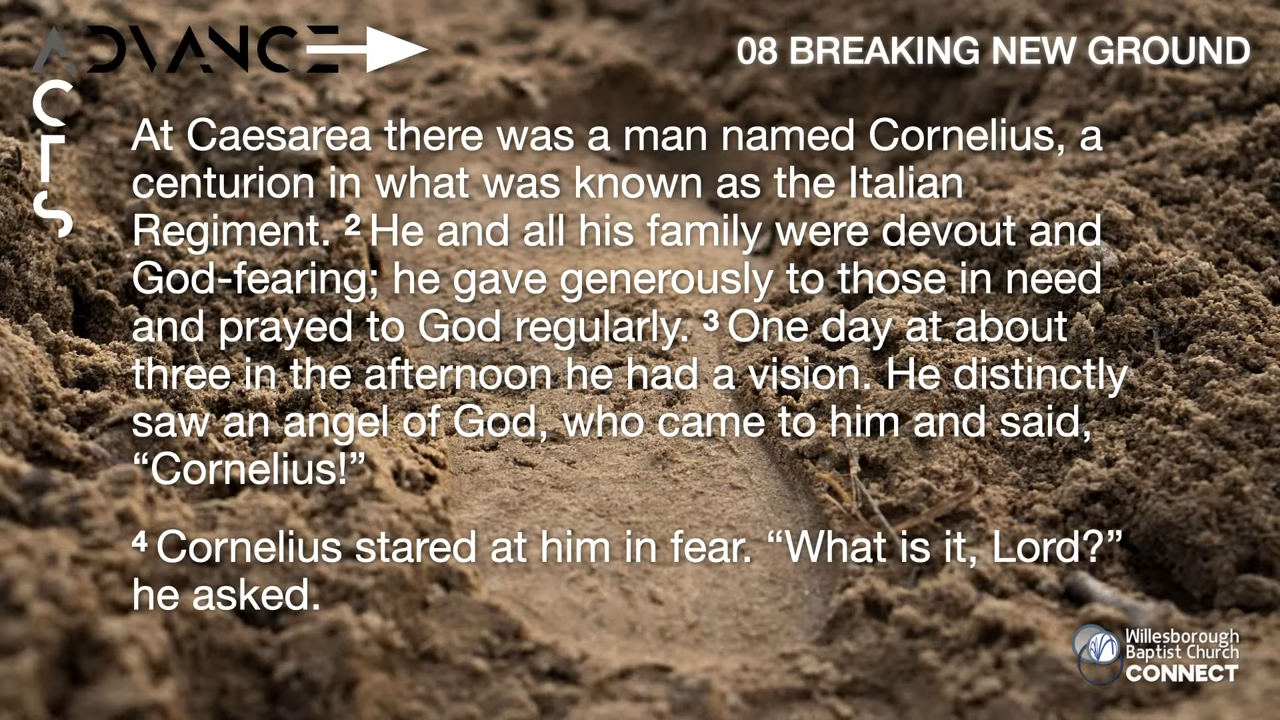 ADVANCE
08 BREAKING NEW GROUND
CTS
At Caesarea there was a man named Cornelius, a
centurion in what was known as the Italian
Regiment. ² He and all his family were devout and
God-fearing; he gave generously to those in need
and prayed to God regularly. ³ One day at about
three in the afternoon he had a vision. He distinctly
saw an angel of God, who came to him and said,
“Cornelius!”
⁴ Cornelius stared at him in fear. “What is it, Lord?”
he asked.
Willesborough
Baptist Church
CONNECT